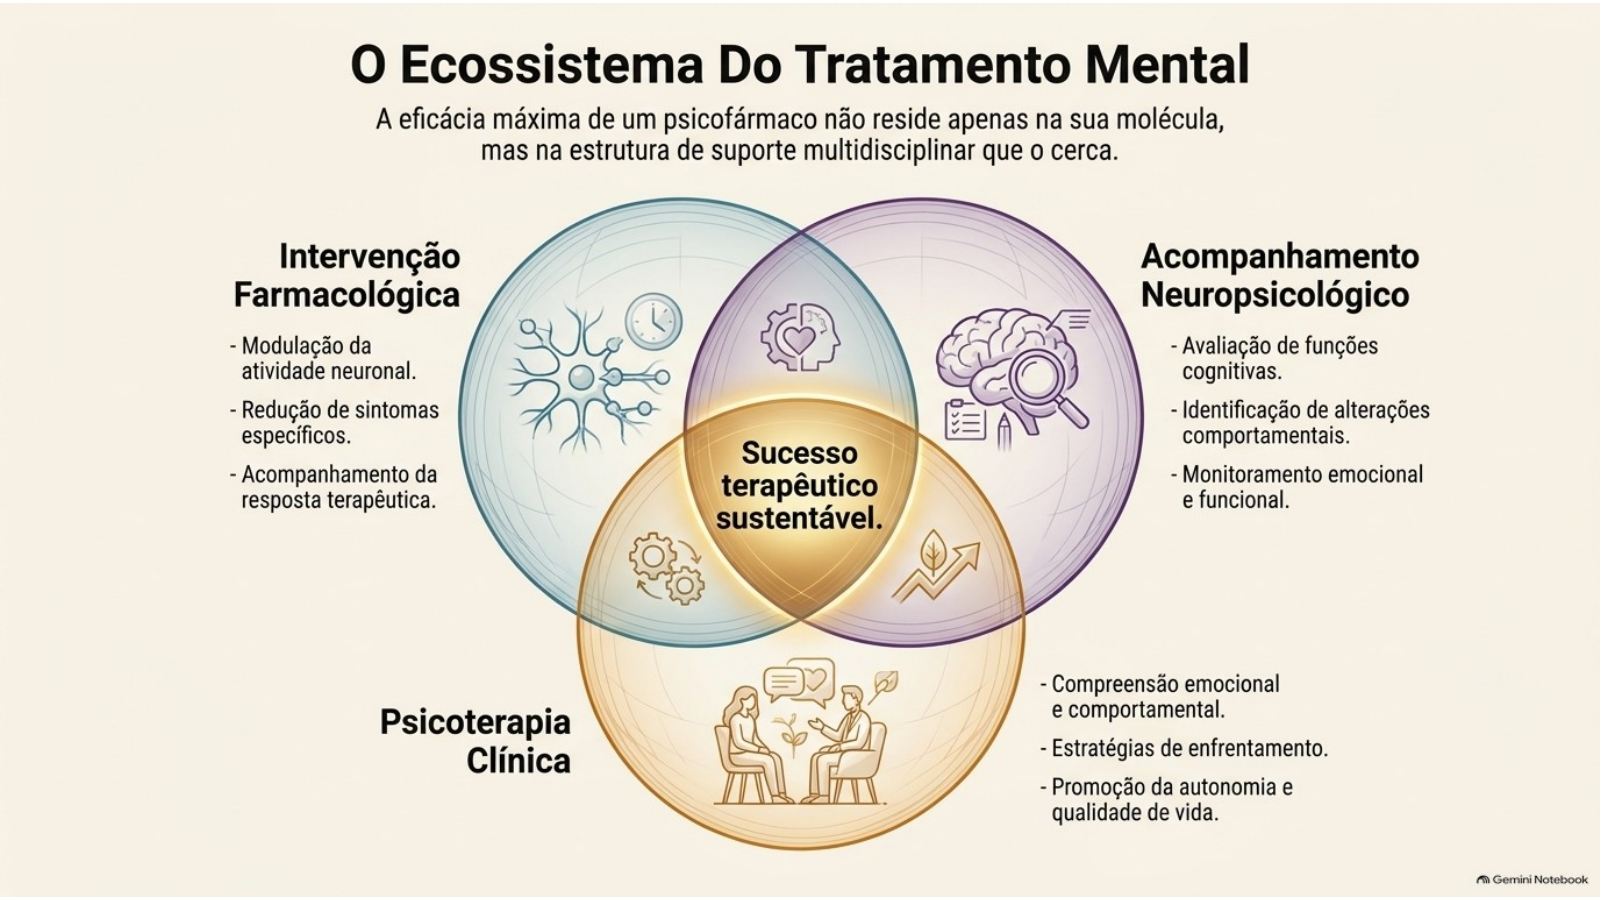 O Ecossistema Do Tratamento Mental
A eficácia máxima de um psicofármaco não reside apenas na sua molécula,
mas na estrutura de suporte multidisciplinar que o cerca.
Intervenção
Farmacológica
- Modulação da
atividade neuronal.
- Redução de sintomas
específicos.
- Acompanhamento da
resposta terapêutica.
Acompanhamento
Neuropsicológico
- Avaliação de funções
cognitivas.
- Identificação de alterações
comportamentais.
- Monitoramento emocional
e funcional.
Sucesso
terapêutico
sustentável.
Psicoterapia
Clínica
- Compreensão emocional
e comportamental.
- Estratégias de enfrentamento.
- Promoção da autonomia e
qualidade de vida.
Gemini Notebook